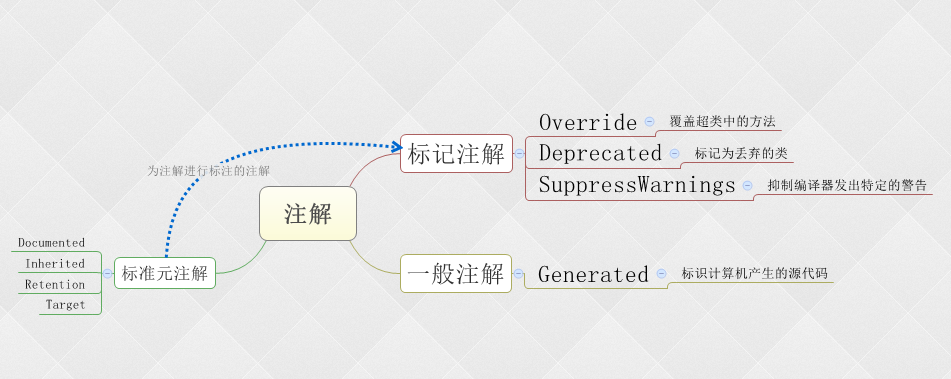 Override
覆盖超类中的方法
标记注解
Deprecated
标记为丢弃的类
SuppressWarnings
抑制编译器发出特定的警告
为注解进行标注的注解
注解
Documented
Inherited
Retention
Target
标准元注解
一般注解
Generated
标识计算机产生的源代码